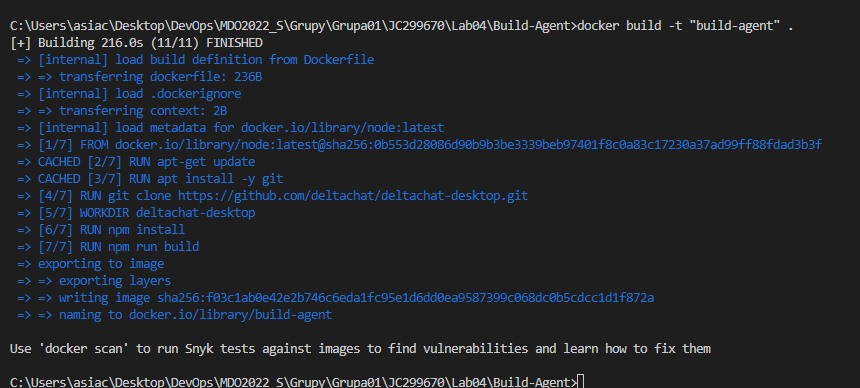 C:\Users\asiac\Desktop\DevOps\MDO2022_S\Grupy\Grupa01\JC299670\Lab04\Build-Agent>docker build -t "build-agent" .
[+] Building 216.0s (11/11) FINISHED
=> [internal] load build definition from Dockerfile
=> => transferring dockerfile: 236B
=> [internal] load .dockerignore
=> => transferring context: 2B
=> [internal] load metadata for docker.io/library/node:latest
=> [1/7] FROM docker.io/library/node:latest@sha256:0b553d28086d90b9b3be3339beb97401f8c0a83c17230a37ad99ff88fdad3b3f
=> CACHED [2/7] RUN apt-get update
=> CACHED [3/7] RUN apt install -y git
=> [4/7] RUN git clone https://github.com/deltachat/deltachat-desktop.git
=> [5/7] WORKDIR deltachat-desktop
=> [6/7] RUN npm install
=> [7/7] RUN npm run build
=> exporting to image
=> => exporting layers
=> => writing image sha256:f03c1ab0e42e2b746c6eda1fc95e1d6dd0ea9587399c068dc0b5cdcc1d1f872a
=> => naming to docker.io/library/build-agent
Use 'docker scan' to run Snyk tests against images to find vulnerabilities and learn how to fix them
C:\Users\asiac\Desktop\DevOps\MDO2022_S\Grupy\Grupa01\JC299670\Lab04\Build-Agent>